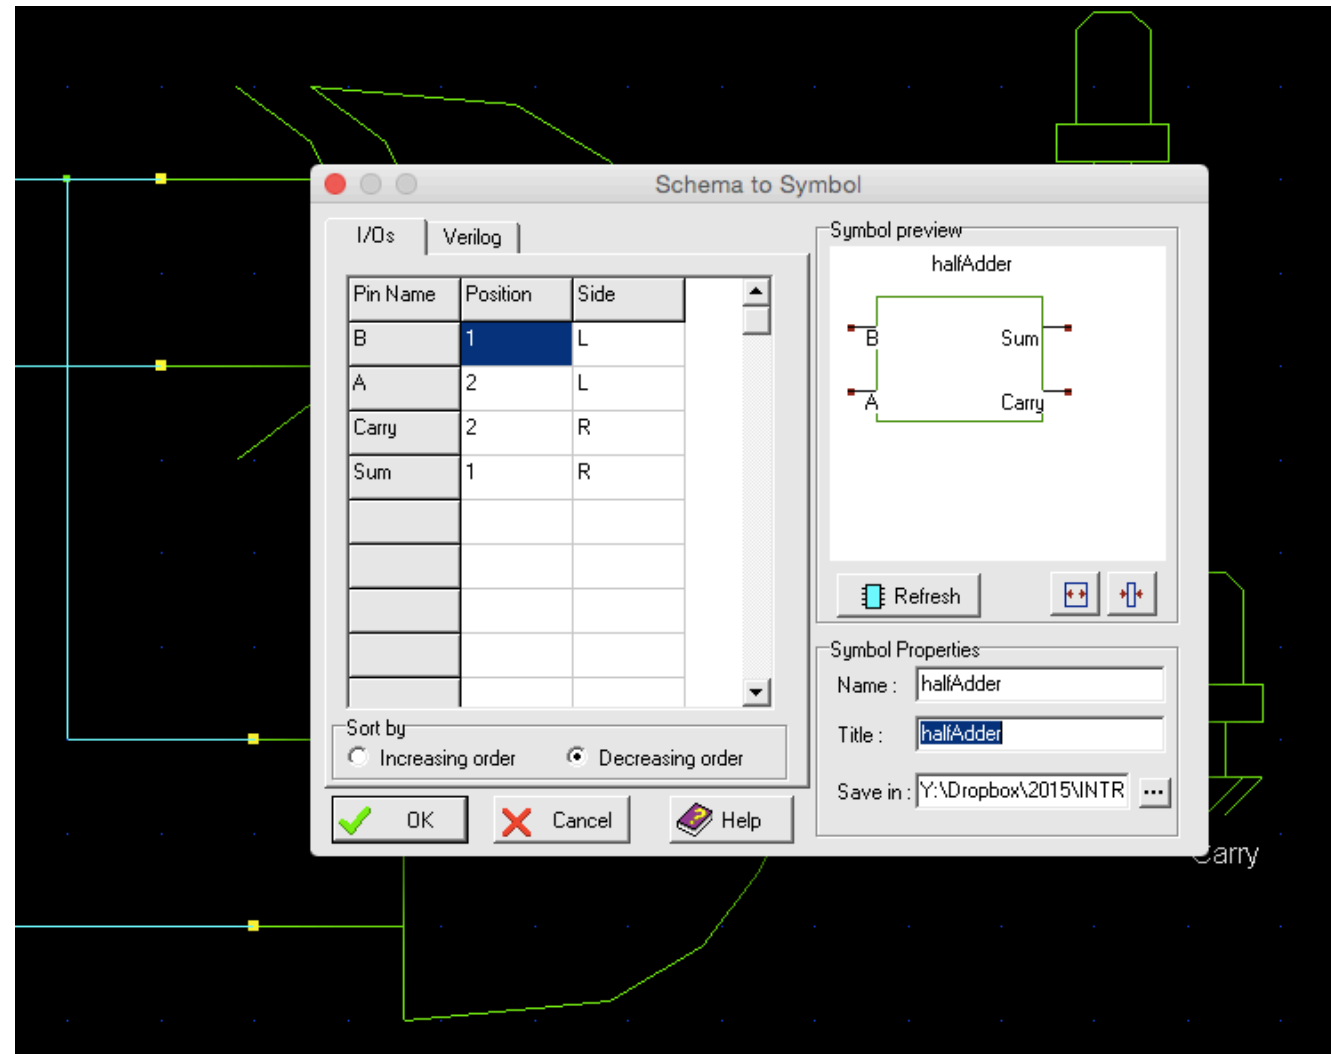 Schema to Symbol
I/Os
Verilog
Pin Name Position Side
B 1 L
A 2 L
Carry 2 R
Sum 1 R
Sort by
Increasing order
Decreasing order
OK
Cancel
Help
Symbol preview
halfAdder
B Sum
A Carry
Refresh
Symbol Properties
Name : halfAdder
Title : halfAdder
Save in : Y:\Dropbox\2015\INTR ...
Carry